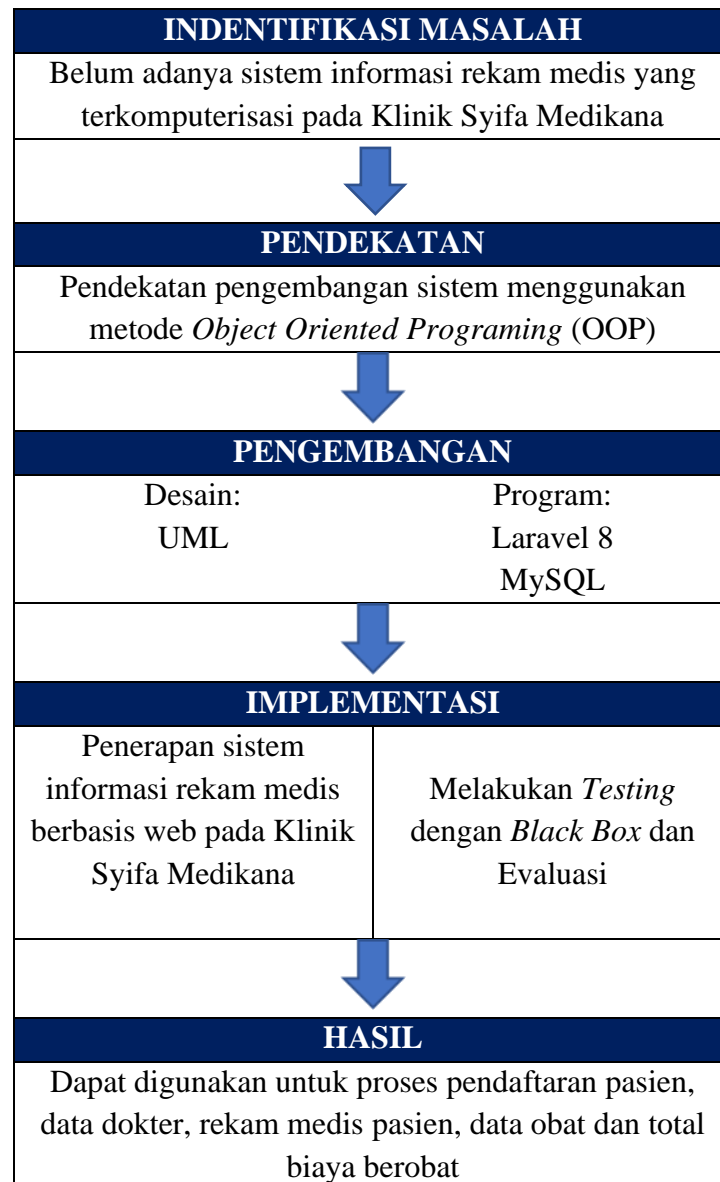 INDENTIFIKASI MASALAH
Belum adanya sistem informasi rekam medis yang
terkomputerisasi pada Klinik Syifa Medikana
PENDEKATAN
Pendekatan pengembangan sistem menggunakan
metode Object Oriented Programing (OOP)
PENGEMBANGAN
Desain:
UML
Program:
Laravel 8
MySQL
IMPLEMENTASI
Penerapan sistem
informasi rekam medis
berbasis web pada Klinik
Syifa Medikana
Melakukan Testing
dengan Black Box dan
Evaluasi
HASIL
Dapat digunakan untuk proses pendaftaran pasien,
data dokter, rekam medis pasien, data obat dan total
biaya berobat